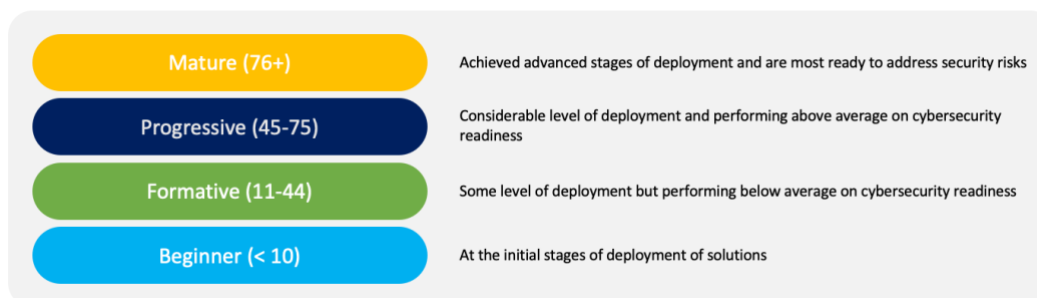 Mature (76+)
Achieved advanced stages of deployment and are most ready to address security risks
Progressive (45-75)
Considerable level of deployment and performing above average on cybersecurity
readiness
Formative (11-44)
Some level of deployment but performing below average on cybersecurity readiness
Beginner (< 10)
At the initial stages of deployment of solutions